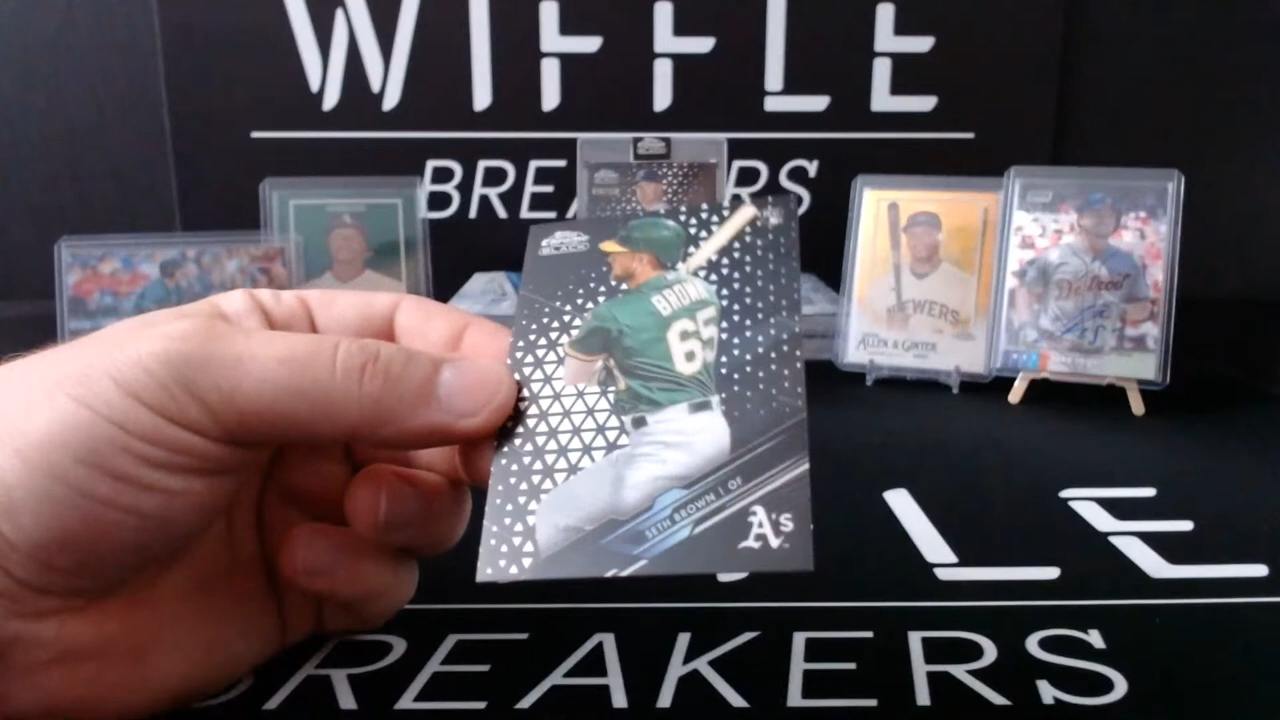 WIFFLE
BREAKERS
CHROME
BLACK
BROWN
65
SETH BROWN | OF
A's
BREWERS
ALLEN & GINTER
Detroit
LE
BREAKERS